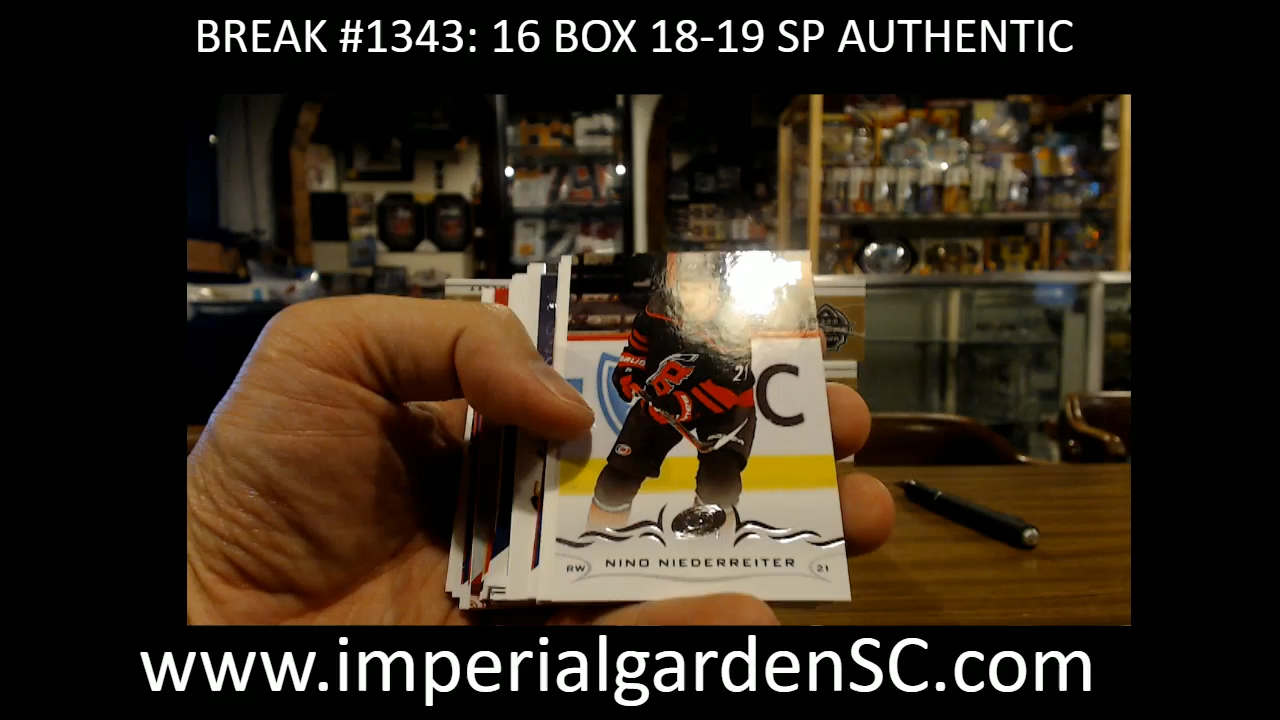 BREAK #1343: 16 BOX 18-19 SP AUTHENTIC
21
C
RW NINO NIEDERREITER 21
www.imperialgardenSC.com